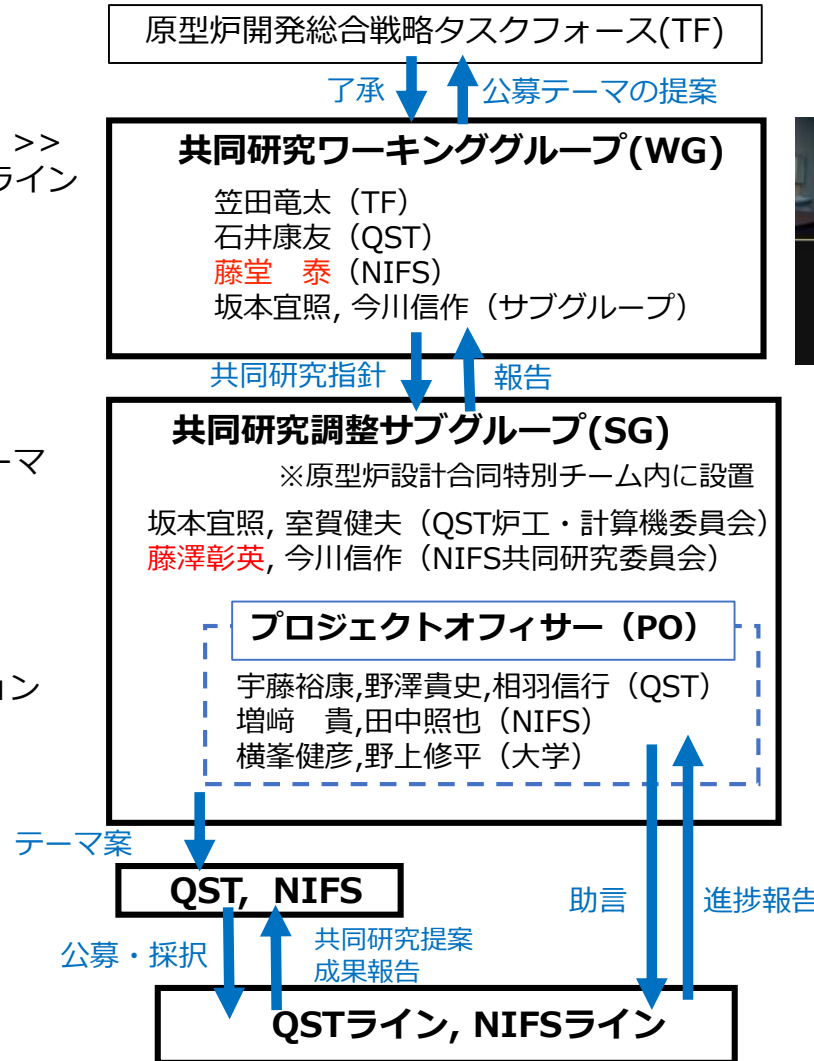 原型炉開発総合戦略タスクフォース(TF)
了承
公募テーマの提案
>>
ライン
共同研究ワーキンググループ(WG)
笠田竜太（TF）
石井康友（QST）
藤堂　泰（NIFS）
坂本宜照, 今川信作（サブグループ）
共同研究指針
報告
共同研究調整サブグループ(SG)
ーマ
※原型炉設計合同特別チーム内に設置
坂本宜照, 室賀健夫（QST炉工・計算機委員会）
藤澤彰英, 今川信作（NIFS共同研究委員会）
プロジェクトオフィサー（PO）
ョン
宇藤裕康,野澤貴史,相羽信行（QST）
増﨑　貴,田中照也（NIFS）
横峯健彦,野上修平（大学）
テーマ案
QST, NIFS
助言
進捗報告
公募・採択
共同研究提案
成果報告
QSTライン, NIFSライン